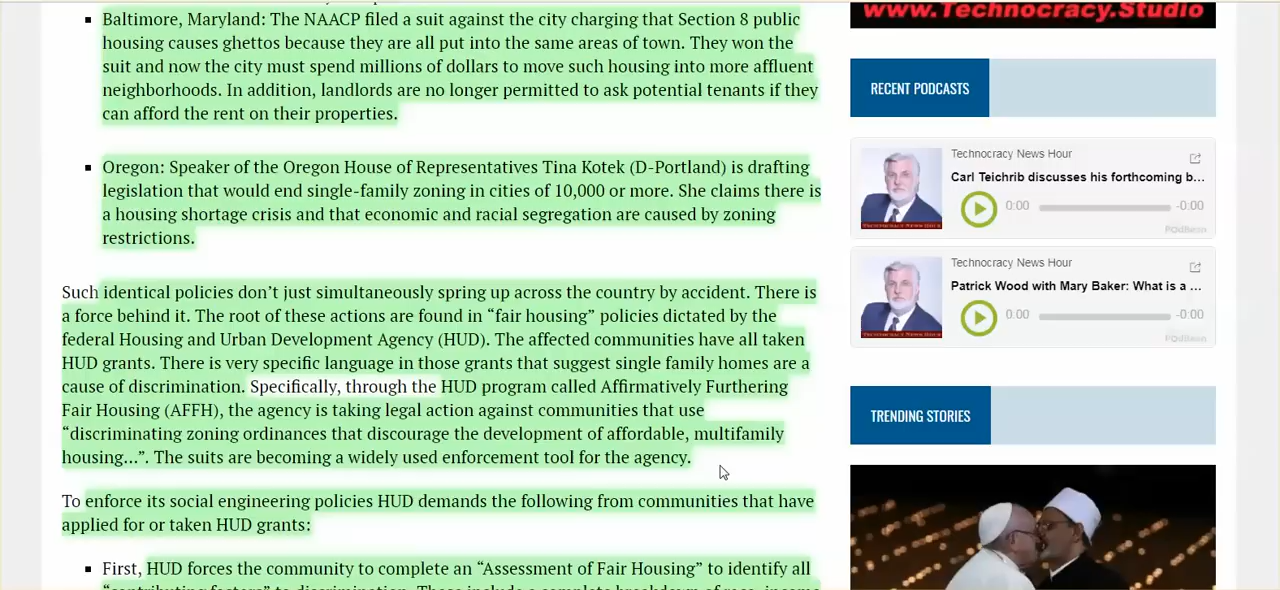 Baltimore, Maryland: The NAACP filed a suit against the city charging that Section 8 public
housing causes ghettos because they are all put into the same areas of town. They won the
suit and now the city must spend millions of dollars to move such housing into more affluent
neighborhoods. In addition, landlords are no longer permitted to ask potential tenants if they
can afford the rent on their properties.
Oregon: Speaker of the Oregon House of Representatives Tina Kotek (D-Portland) is drafting
legislation that would end single-family zoning in cities of 10,000 or more. She claims there is
a housing shortage crisis and that economic and racial segregation are caused by zoning
restrictions.
Such identical policies don’t just simultaneously spring up across the country by accident. There is
a force behind it. The root of these actions are found in “fair housing” policies dictated by the
federal Housing and Urban Development Agency (HUD). The affected communities have all taken
HUD grants. There is very specific language in those grants that suggest single family homes are a
cause of discrimination. Specifically, through the HUD program called Affirmatively Furthering
Fair Housing (AFFH), the agency is taking legal action against communities that use
“discriminating zoning ordinances that discourage the development of affordable, multifamily
housing…”. The suits are becoming a widely used enforcement tool for the agency.
To enforce its social engineering policies HUD demands the following from communities that have
applied for or taken HUD grants:
First, HUD forces the community to complete an “Assessment of Fair Housing” to identify all
www.Technocracy.Studio
RECENT PODCASTS
Technocracy News Hour
Carl Teichrib discusses his forthcoming b...
0:00 -0:00
PodBean
Technocracy News Hour
Patrick Wood with Mary Baker: What is a ...
0:00 -0:00
PodBean
TRENDING STORIES